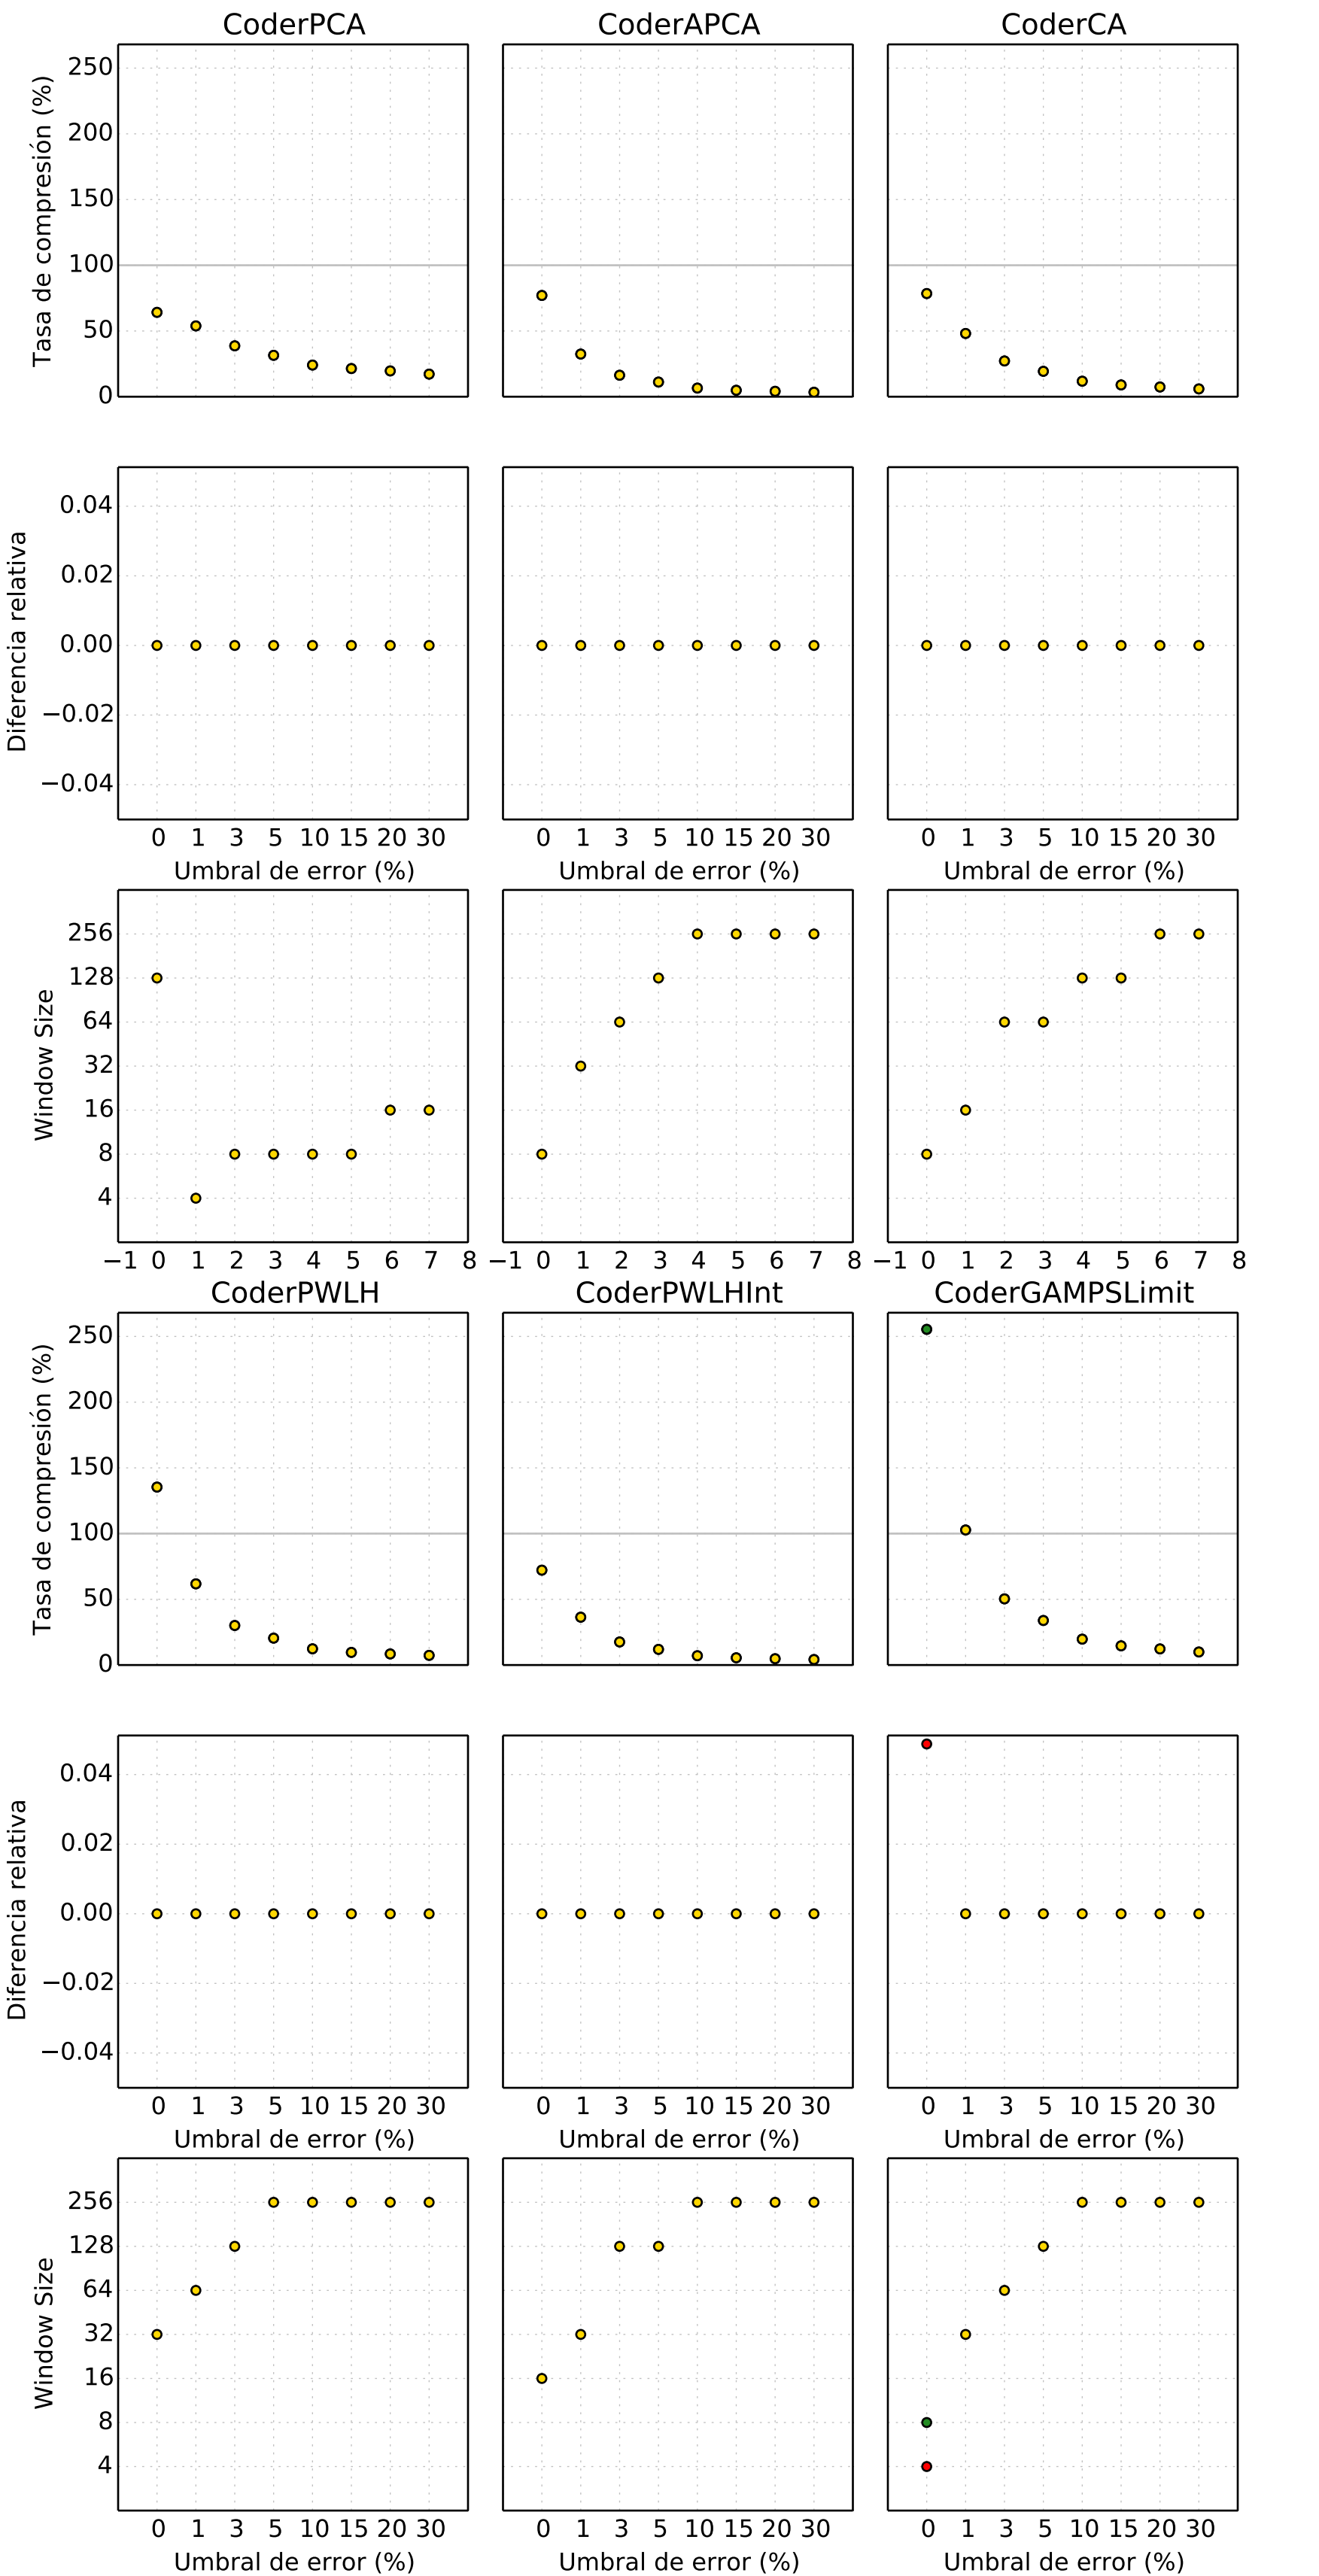 CoderPCA CoderAPCA CoderCA
Tasa de compresión (%)
250
200
150
100
50
0
Diferencia relativa
0.04
0.02
0.00
−0.02
−0.04
0 1 3 5 10 15 20 30 0 1 3 5 10 15 20 30 0 1 3 5 10 15 20 30
Umbral de error (%) Umbral de error (%) Umbral de error (%)
Window Size
256
128
64
32
16
8
4
−1 0 1 2 3 4 5 6 7 8 −1 0 1 2 3 4 5 6 7 8 −1 0 1 2 3 4 5 6 7 8
CoderPWLH CoderPWLHInt CoderGAMPSLimit
Tasa de compresión (%)
250
200
150
100
50
0
Diferencia relativa
0.04
0.02
0.00
−0.02
−0.04
0 1 3 5 10 15 20 30 0 1 3 5 10 15 20 30 0 1 3 5 10 15 20 30
Umbral de error (%) Umbral de error (%) Umbral de error (%)
Window Size
256
128
64
32
16
8
4
0 1 3 5 10 15 20 30 0 1 3 5 10 15 20 30 0 1 3 5 10 15 20 30
Umbral de error (%) Umbral de error (%) Umbral de error (%)